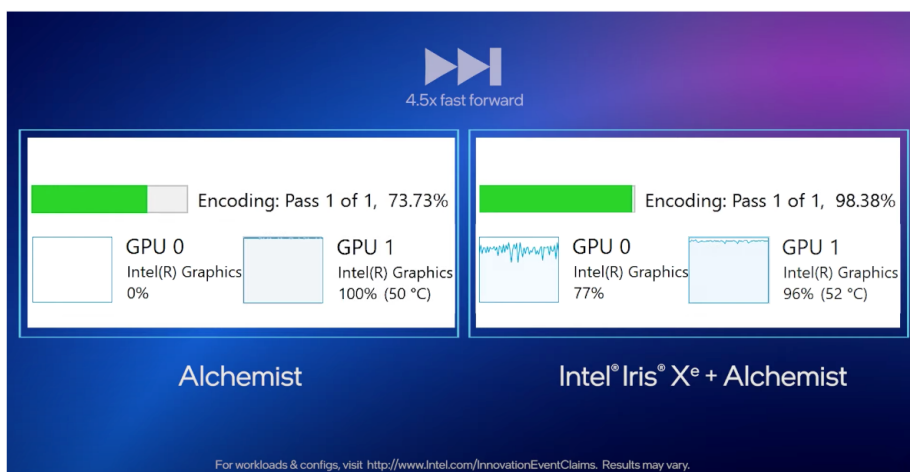 4.5x fast forward
Encoding: Pass 1 of 1, 73.73%
GPU 0
Intel(R) Graphics
0%
GPU 1
Intel(R) Graphics
100% (50 °C)
Encoding: Pass 1 of 1, 98.38%
GPU 0
Intel(R) Graphics
77%
GPU 1
Intel(R) Graphics
96% (52 °C)
Alchemist
Intel® Iris® Xᵉ + Alchemist
For workloads & configs, visit http://www.Intel.com/InnovationEventClaims. Results may vary.